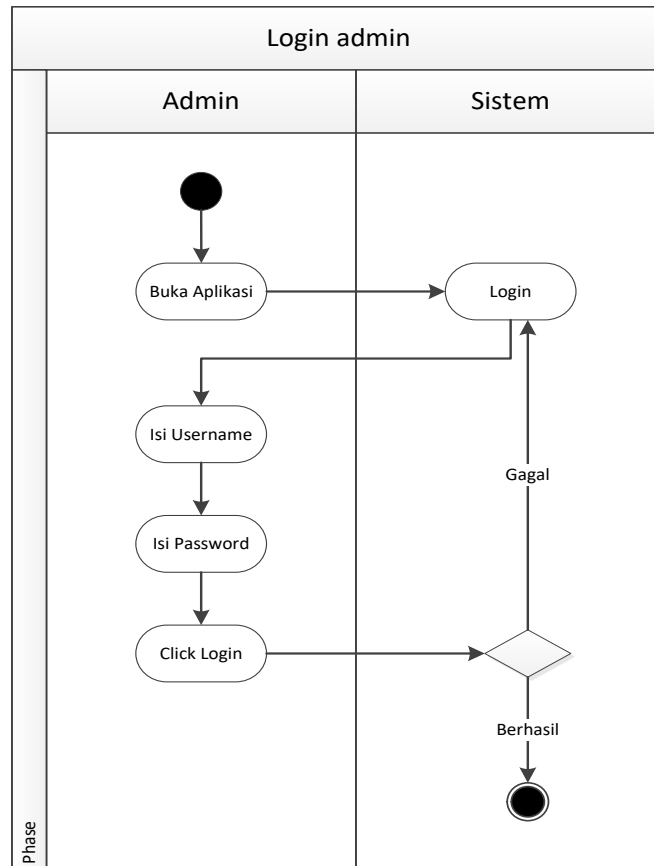 Login admin
Admin
Sistem
Buka Aplikasi
Login
Isi Username
Gagal
Isi Password
Click Login
Berhasil
Phase